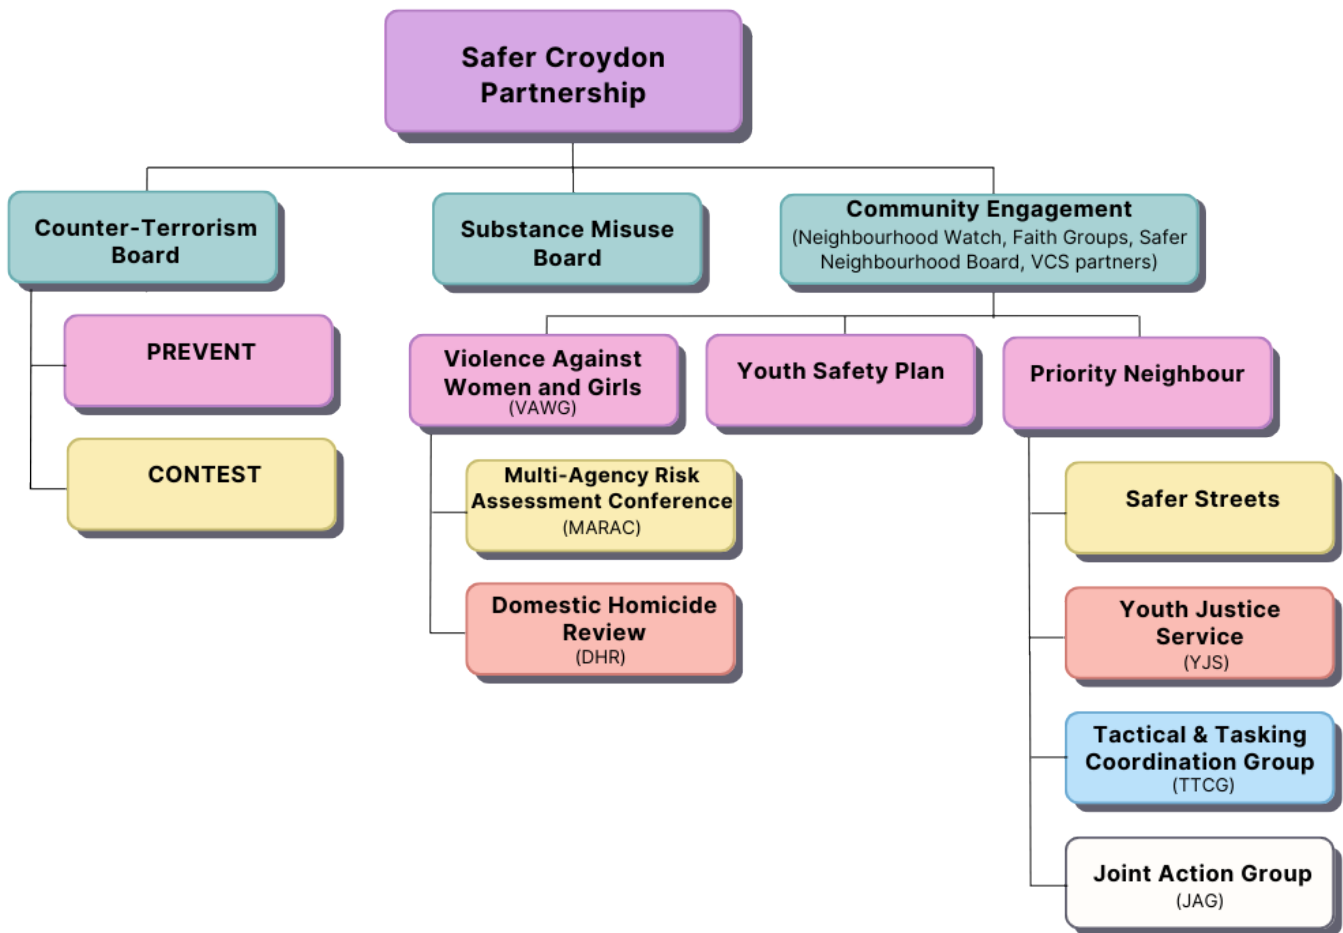 Safer Croydon
Partnership
Counter-Terrorism
Board
Substance Misuse
Board
Community Engagement
(Neighbourhood Watch, Faith Groups, Safer
Neighbourhood Board, VCS partners)
PREVENT
CONTEST
Violence Against
Women and Girls
(VAWG)
Youth Safety Plan
Priority Neighbour
Multi-Agency Risk
Assessment Conference
(MARAC)
Domestic Homicide
Review
(DHR)
Safer Streets
Youth Justice
Service
(YJS)
Tactical & Tasking
Coordination Group
(TTCG)
Joint Action Group
(JAG)